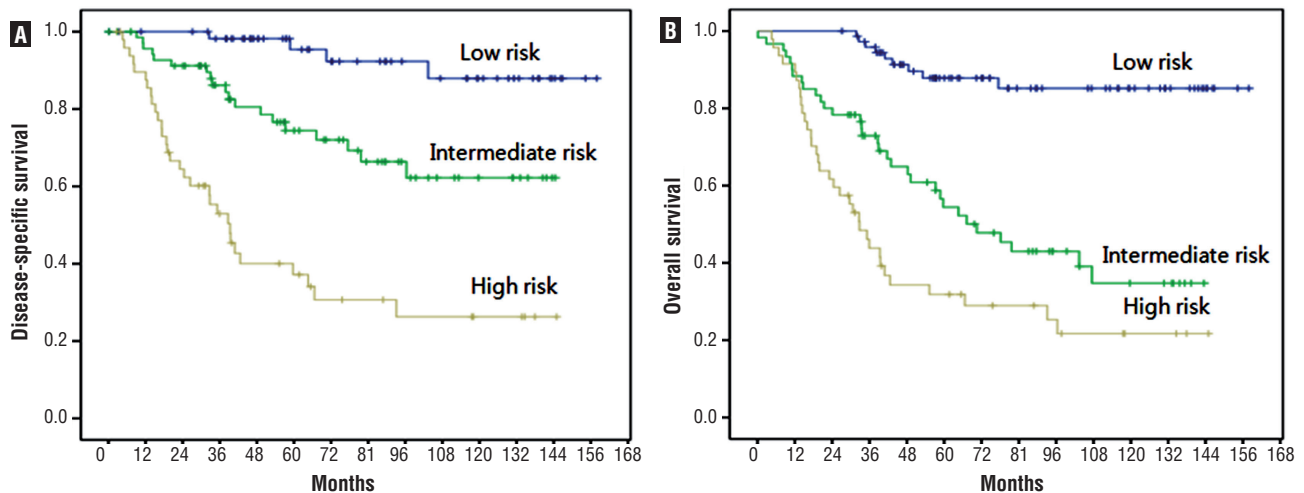 A
1.0
0.8
0.6
0.4
0.2
0.0
Disease-specific survival
Low risk
Intermediate risk
High risk
0 12 24 36 48 60 72 81 96 108 120 132 144 156 168
Months
B
1.0
0.8
0.6
0.4
0.2
0.0
Overall survival
Low risk
Intermediate risk
High risk
0 12 24 36 48 60 72 81 96 108 120 132 144 156 168
Months